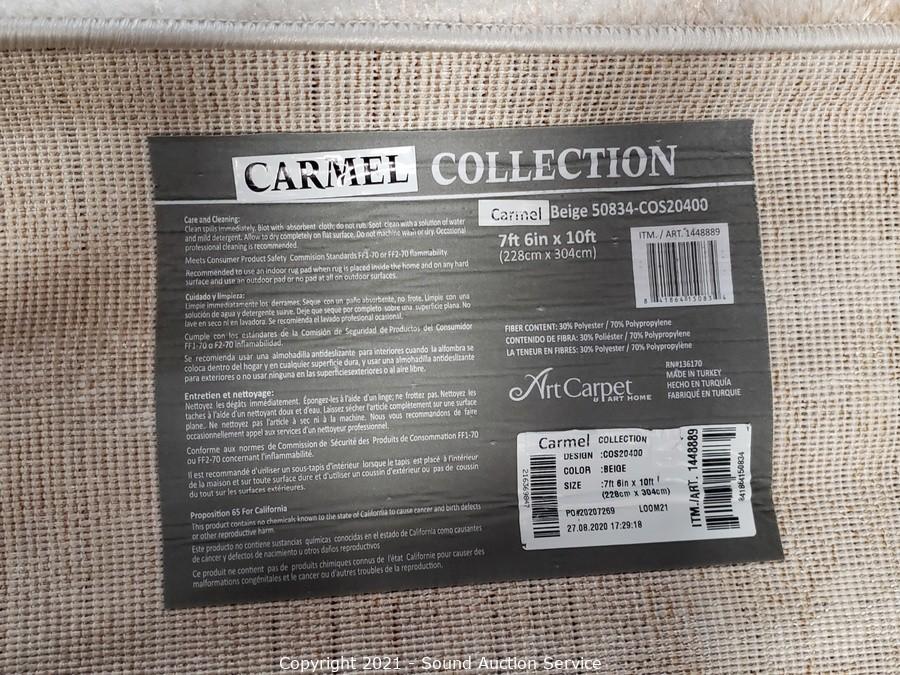 CARMEL COLLECTION
Care and Cleaning:
Clean spills immediately. Blot with absorbent cloth; do not rub. Spot clean with a solution of water
and mild detergent. Allow to dry completely on flat surface. Do not machine wash or dry. Occasional
professional cleaning is recommended.
Meets Consumer Product Safety Commision Standards FF1-70 or FF2-70 flammability.
Recommended to use an indoor rug pad when rug is placed inside the home and on any hard
surface and use an outdoor pad or no pad at all on outdoor surfaces.
Cuidado y limpieza:
Limpie immediatamente los derrames. Seque con un paño absorbente, no frote. Limpie con una
solución de agua y detergente suave. Deje que seque por completo sobre una superficie plana. No
lave en seco ni en lavadora. Se recomienda el lavado profesional ocasional.
Cumple con los estándares de la Comisión de Seguridad de Productos del Consumidor
FF1-70 o F2-70 inflamabilidad.
Se recomienda usar una almohadilla antideslizante para interiores cuando la alfombra se
coloca dentro del hogar y en cualquier superficie dura, y usar una almohadilla antideslizante
para exteriores o no usar ninguna en las superficiesexteriores o al aire libre.
Entretien et nettoyage:
Nettoyez les dégâts immédiatement. Épongez-les à l'aide d'un linge; ne frottez pas. Nettoyez les
taches à l'aide d'un nettoyant doux et d'eau. Laissez sécher l'article complètement sur une surface
plane. Ne nettoyez pas l'article à sec ni à la machine. Nous vous recommandons de faire
occasionnellement appel aux services d'un nettoyeur professionnel.
Conforme aux normes de Commission de Sécurité des Produits de Consommation FF1-70
ou FF2-70 concernant l'inflammabilité.
Il est recommandé d'utiliser un sous-tapis d'intérieur lorsque le tapis est placé à l'intérieur
de la maison et sur toute surface dure et d'utiliser un coussin d'extérieur ou pas de coussin
du tout sur les surfaces extérieures.
Proposition 65 For California
This product contains no chemicals known to the state of California to cause cancer and birth defects
or other reproductive harm.
Este producto no contiene sustancias químicas conocidas en el estado de California como causantes
de cáncer y defectos de nacimiento u otros daños reproductivos
Ce produit ne contient pas de produits chimiques connus de l'état Californie pour causer des
malformations congénitales et le cancer ou d'autres troubles de la reproduction.
Carmel Beige 50834-COS20400
7ft 6in x 10ft
(228cm x 304cm)
ITM. / ART. 1448889
8 41864 15083 4
FIBER CONTENT: 30% Polyester / 70% Polypropylene
CONTENIDO DE FIBRA: 30% Poliéster / 70% Polypropylene
LA TENEUR EN FIBRES: 30% Polyester / 70% Polypropylène
Art Carpet
BY ART HOME
RN#136170
MADE IN TURKEY
HECHO EN TURQUÍA
FABRIQUÉ EN TURQUIE
Carmel COLLECTION
DESIGN :COS20400
COLOR :BEIGE
SIZE :7ft 6in x 10ft
(228cm x 304cm)
PO#20207269 LOOM21
27.08.2020 17:29:18
216369847
ITM./ART. 1448889
841864150834
Copyright 2021 - Sound Auction Service